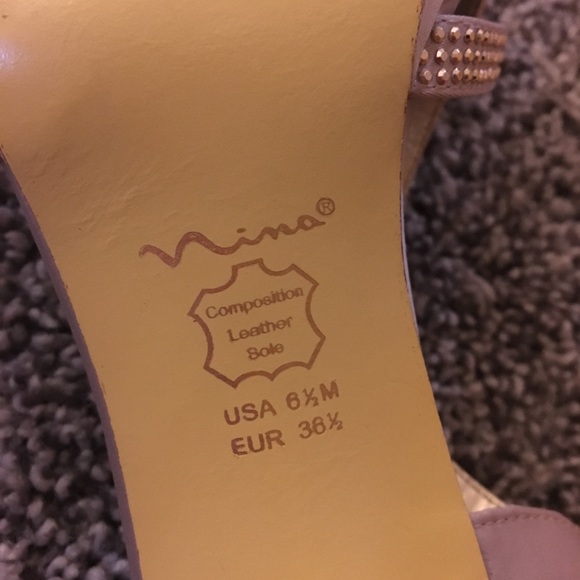 Nina®
Composition
Leather
Sole
USA 6½M
EUR 36½